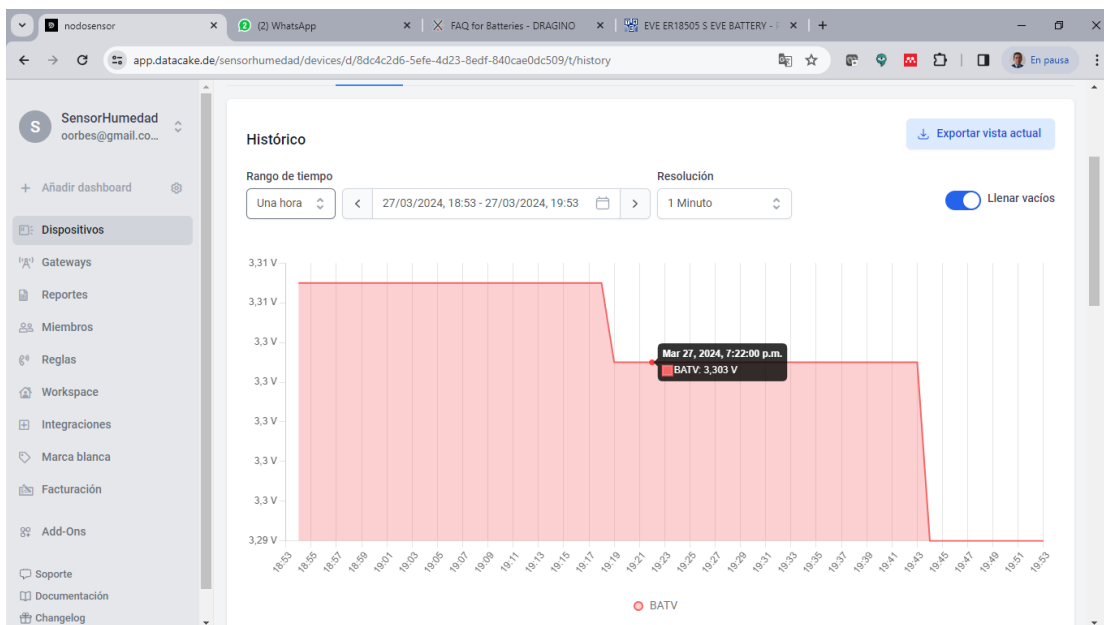 nodosensor
(2) WhatsApp
FAQ for Batteries - DRAGINO
EVE ER18505 S EVE BATTERY - F
app.datacake.de/sensorhumedad/devices/d/8dc4c2d6-5efe-4d23-8edf-840cae0dc509/t/history
En pausa
S
SensorHumedad
oorbes@gmail.co...
Añadir dashboard
Dispositivos
Gateways
Reportes
Miembros
Reglas
Workspace
Integraciones
Marca blanca
Facturación
Add-Ons
Soporte
Documentación
Changelog
Histórico
Exportar vista actual
Rango de tiempo
Resolución
Una hora
27/03/2024, 18:53 - 27/03/2024, 19:53
1 Minuto
Llenar vacíos
3,31 V
3,31 V
3,3 V
3,3 V
3,3 V
3,3 V
3,3 V
3,29 V
Mar 27, 2024, 7:22:00 p.m.
BATV: 3,303 V
18:53 18:55 18:57 18:59 19:01 19:03 19:05 19:07 19:09 19:11 19:13 19:15 19:17 19:19 19:21 19:23 19:25 19:27 19:29 19:31 19:33 19:35 19:37 19:39 19:41 19:43 19:45 19:47 19:49 19:51 19:53
BATV